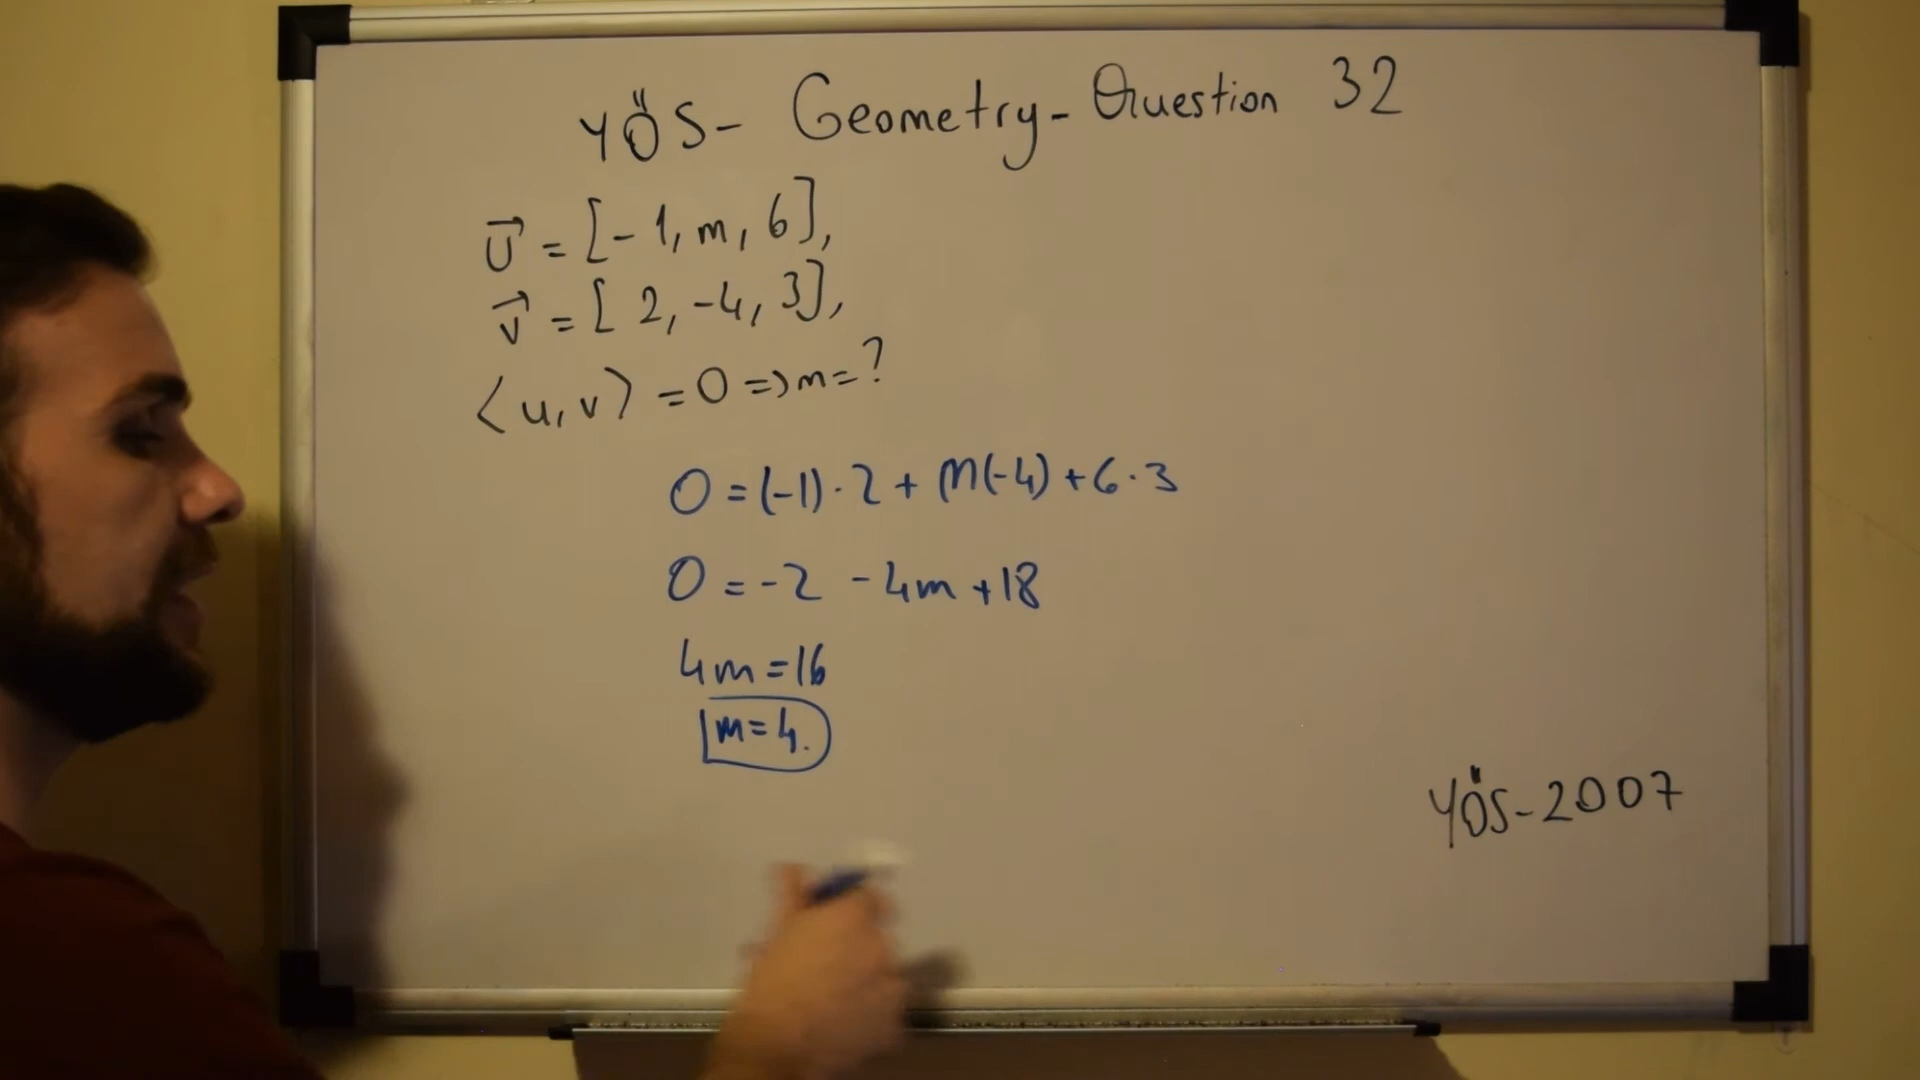 YÖS- Geometry- Question 32
U⃗ = [-1, m, 6],
v⃗ = [2, -4, 3],
⟨u, v⟩ = 0 => m = ?
0 = (-1) · 2 + m(-4) + 6 · 3
0 = -2 - 4m + 18
4m = 16
m = 4.
YÖS-2007